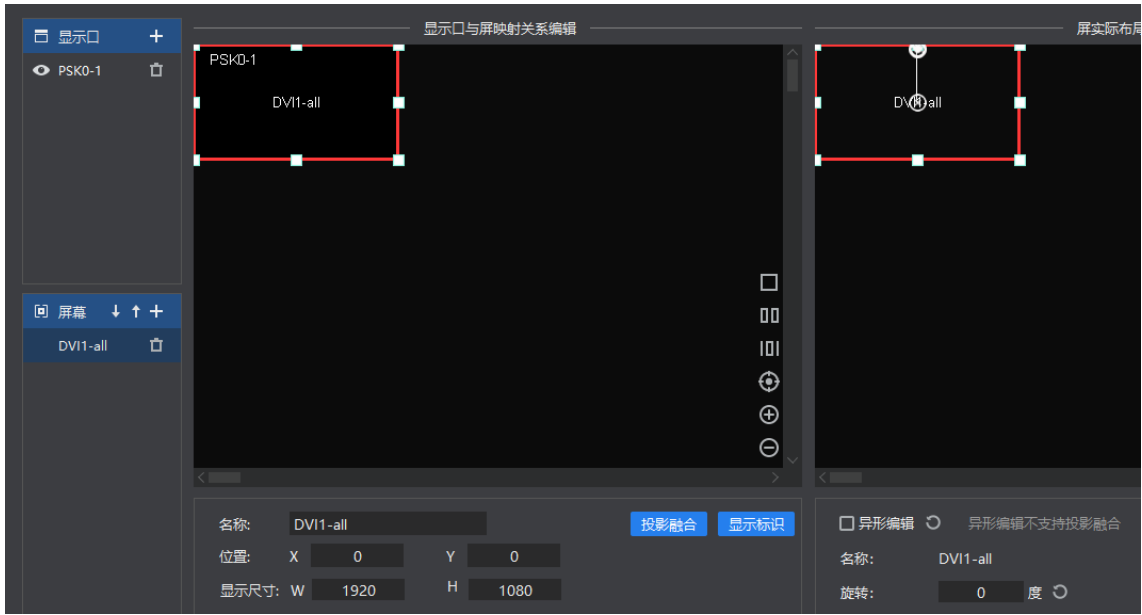 显示口
PSK0-1
屏幕
DVI1-all
显示口与屏映射关系编辑
PSK0-1
DVI1-all
名称: DVI1-all 投影融合 显示标识
位置: X 0 Y 0
显示尺寸: W 1920 H 1080
屏实际布局
DVI1-all
异形编辑 异形编辑不支持投影融合
名称: DVI1-all
旋转: 0 度